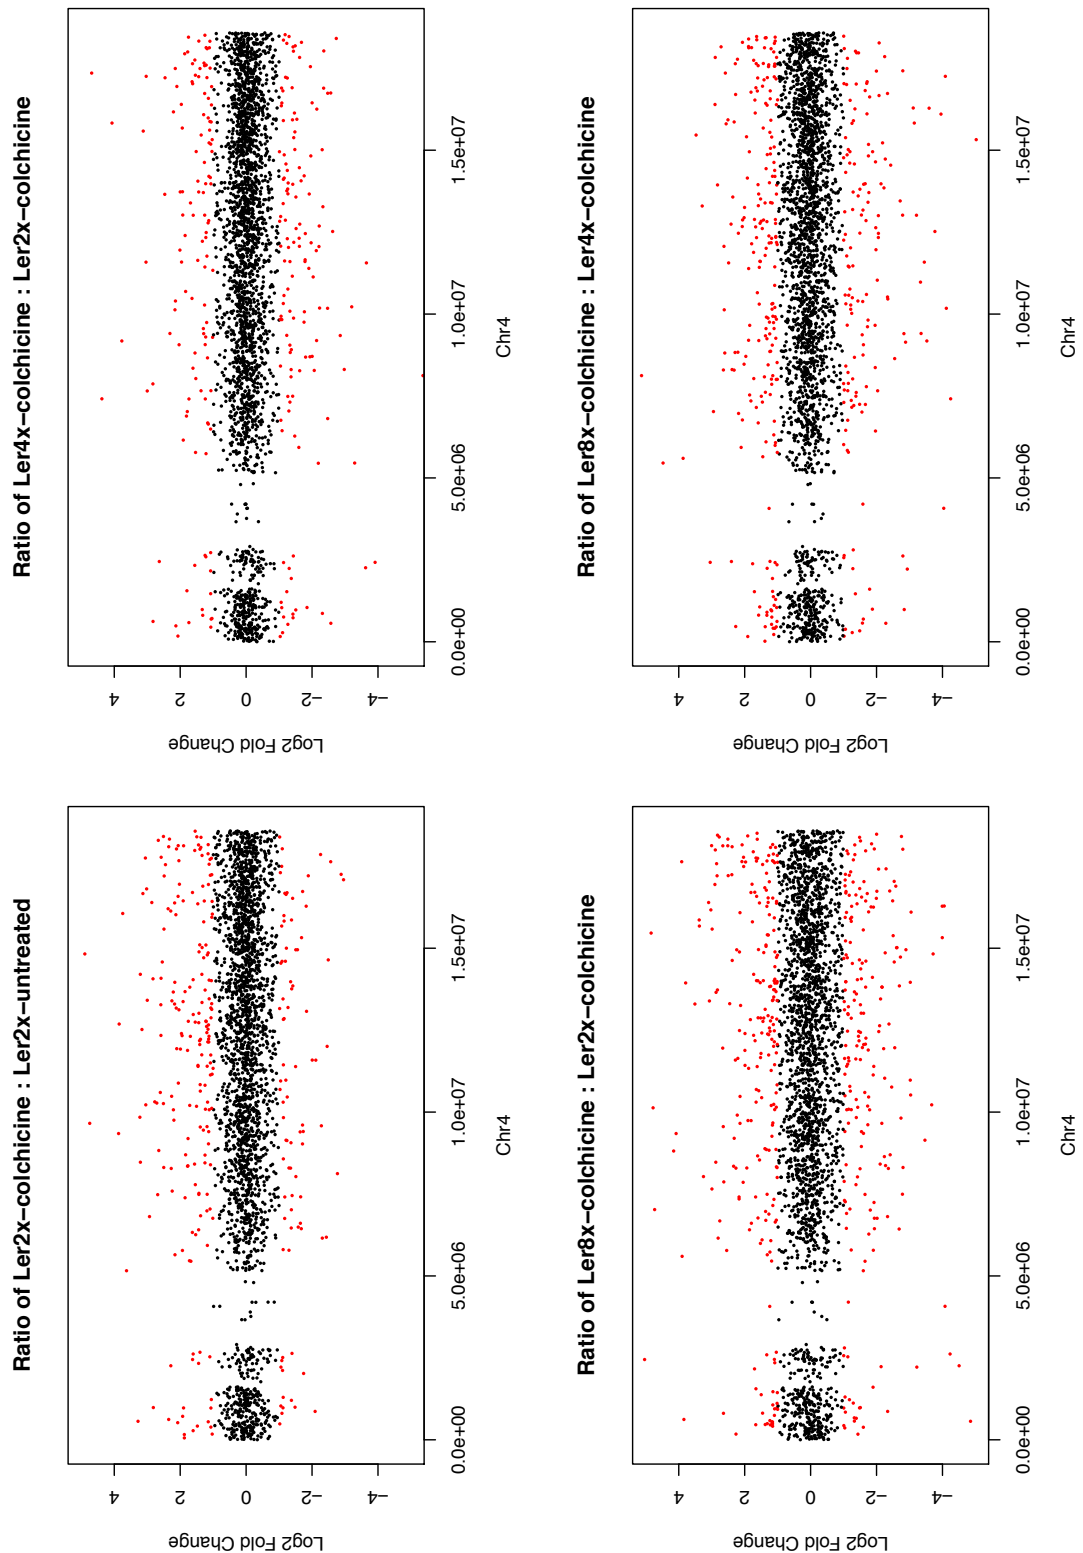 Ratio of Ler2x−colchicine : Ler2x−untreated
Log2 Fold Change
4
2
0
−2
−4
0.0e+00 5.0e+06 1.0e+07 1.5e+07
Chr4
Ratio of Ler4x−colchicine : Ler2x−colchicine
Log2 Fold Change
4
2
0
−2
−4
0.0e+00 5.0e+06 1.0e+07 1.5e+07
Chr4
Ratio of Ler8x−colchicine : Ler2x−colchicine
Log2 Fold Change
4
2
0
−2
−4
0.0e+00 5.0e+06 1.0e+07 1.5e+07
Chr4
Ratio of Ler8x−colchicine : Ler4x−colchicine
Log2 Fold Change
4
2
0
−2
−4
0.0e+00 5.0e+06 1.0e+07 1.5e+07
Chr4